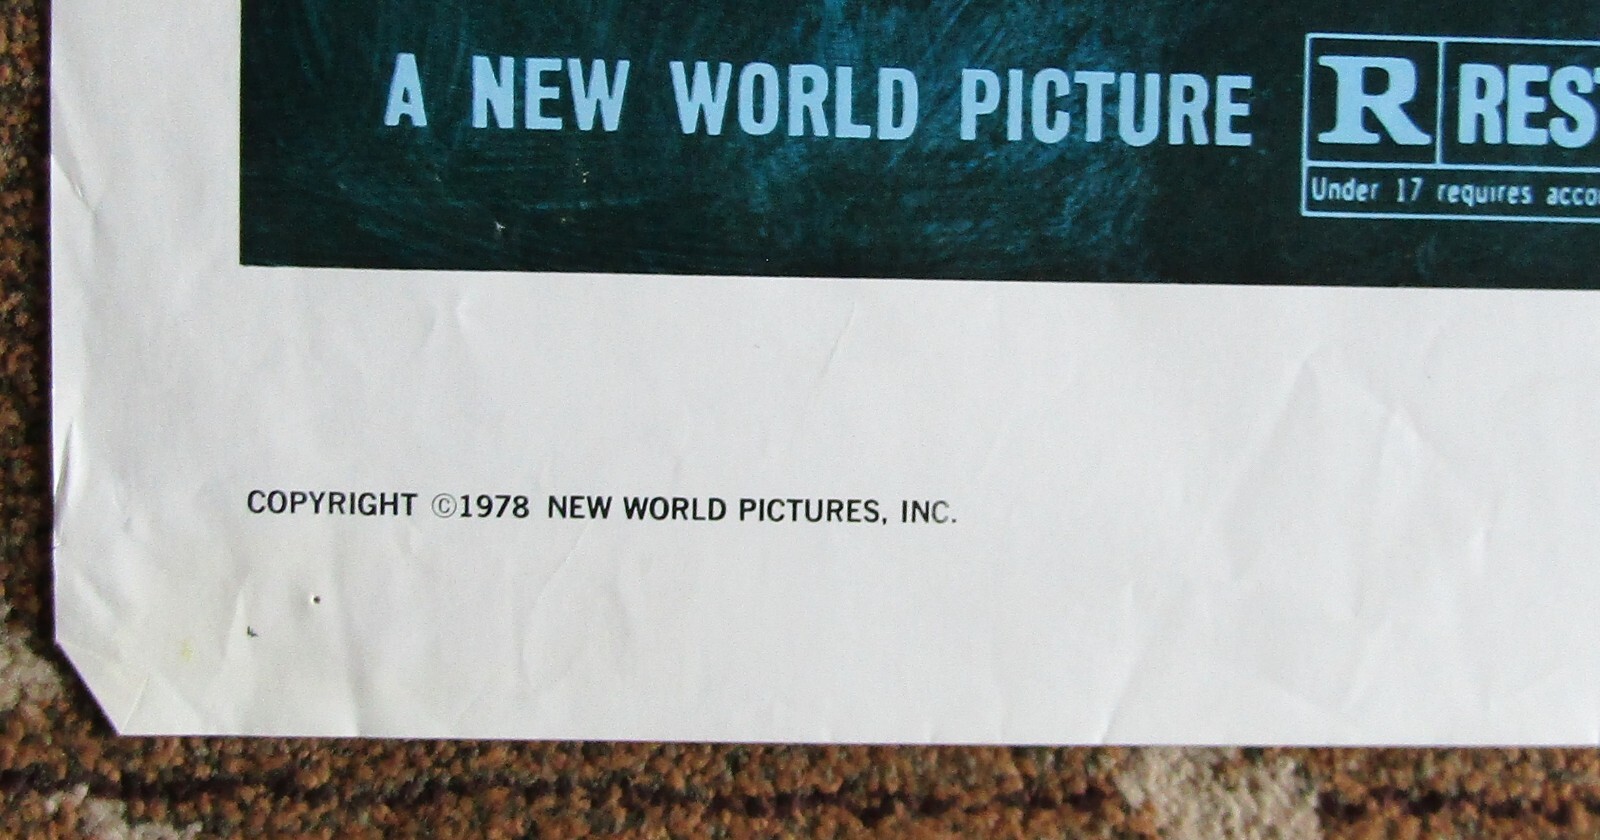 A NEW WORLD PICTURE R RES
Under 17 requires acco
COPYRIGHT ©1978 NEW WORLD PICTURES, INC.